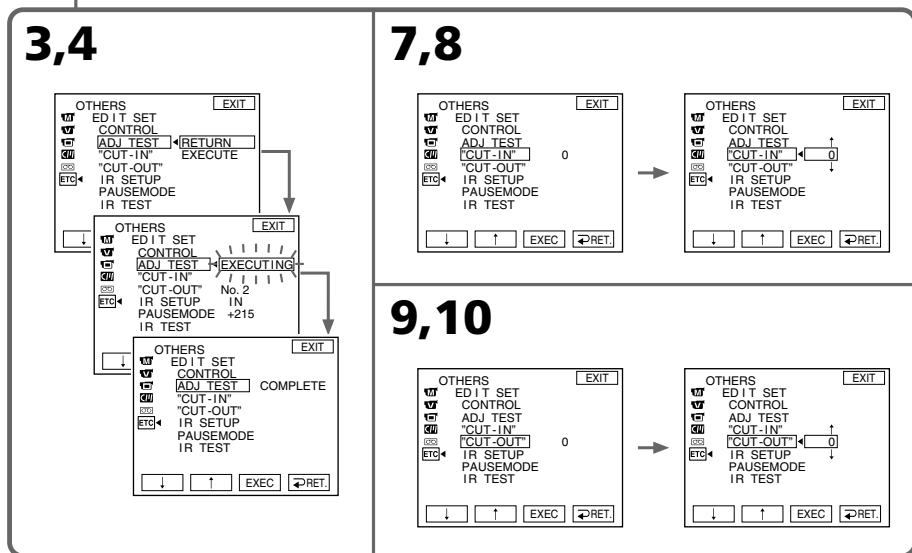 3,4
OTHERS EXIT
EDIT SET
CONTROL
ADJ TEST RETURN
"CUT-IN" EXECUTE
"CUT-OUT"
ETC IR SETUP
PAUSEMODE
IR TEST
↓
OTHERS EXIT
EDIT SET
CONTROL
ADJ TEST EXECUTING
"CUT-IN"
"CUT-OUT" No. 2
ETC IR SETUP IN
PAUSEMODE +215
IR TEST
↓
OTHERS EXIT
EDIT SET
CONTROL
ADJ TEST COMPLETE
"CUT-IN"
"CUT-OUT"
ETC IR SETUP
PAUSEMODE
IR TEST
↓ ↑ EXEC RET.
7,8
OTHERS EXIT
EDIT SET
CONTROL
ADJ TEST
"CUT-IN" 0
"CUT-OUT"
ETC IR SETUP
PAUSEMODE
IR TEST
↓ ↑ EXEC RET.
OTHERS EXIT
EDIT SET
CONTROL
ADJ TEST ↑
"CUT-IN" 0
"CUT-OUT" ↓
ETC IR SETUP
PAUSEMODE
IR TEST
↓ ↑ EXEC RET.
9,10
OTHERS EXIT
EDIT SET
CONTROL
ADJ TEST
"CUT-IN"
"CUT-OUT" 0
ETC IR SETUP
PAUSEMODE
IR TEST
↓ ↑ EXEC RET.
OTHERS EXIT
EDIT SET
CONTROL
ADJ TEST
"CUT-IN" ↑
"CUT-OUT" 0
ETC IR SETUP ↓
PAUSEMODE
IR TEST
↓ ↑ EXEC RET.